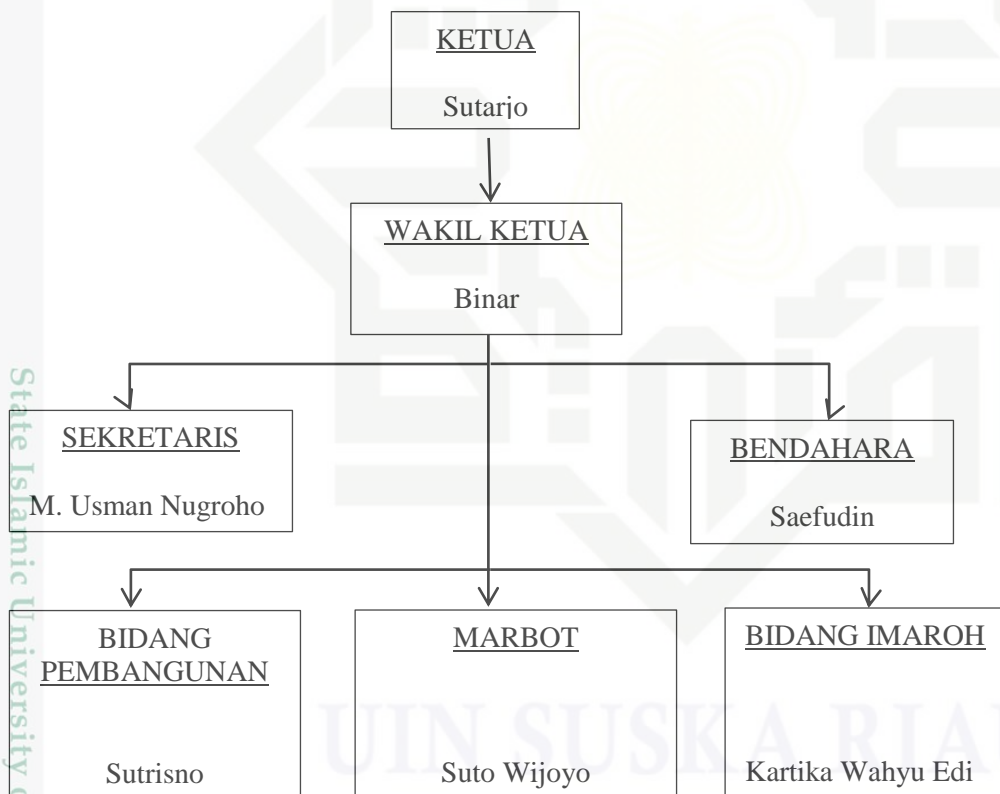 KETUA
Sutarjo
WAKIL KETUA
Binar
SEKRETARIS
M. Usman Nugroho
BENDAHARA
Saefudin
BIDANG
PEMBANGUNAN
Sutrisno
MARBOT
Suto Wijoyo
BIDANG IMAROH
Kartika Wahyu Edi
State Islamic University
UIN SUSKA RIA